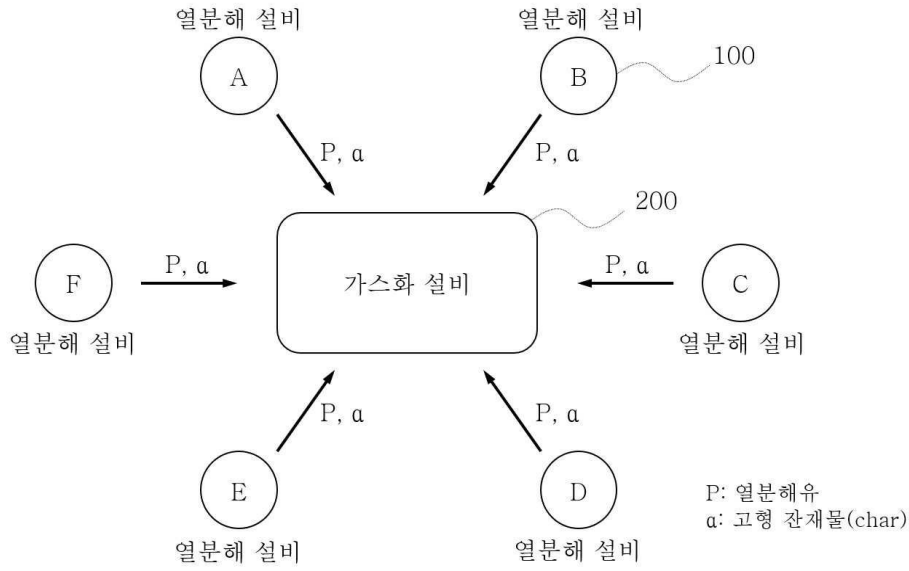 열분해 설비
열분해 설비
A
B
100
P, α
P, α
200
F
P, α
가스화 설비
P, α
C
열분해 설비
열분해 설비
P, α
P, α
E
D
P: 열분해유
α: 고형 잔재물(char)
열분해 설비
열분해 설비